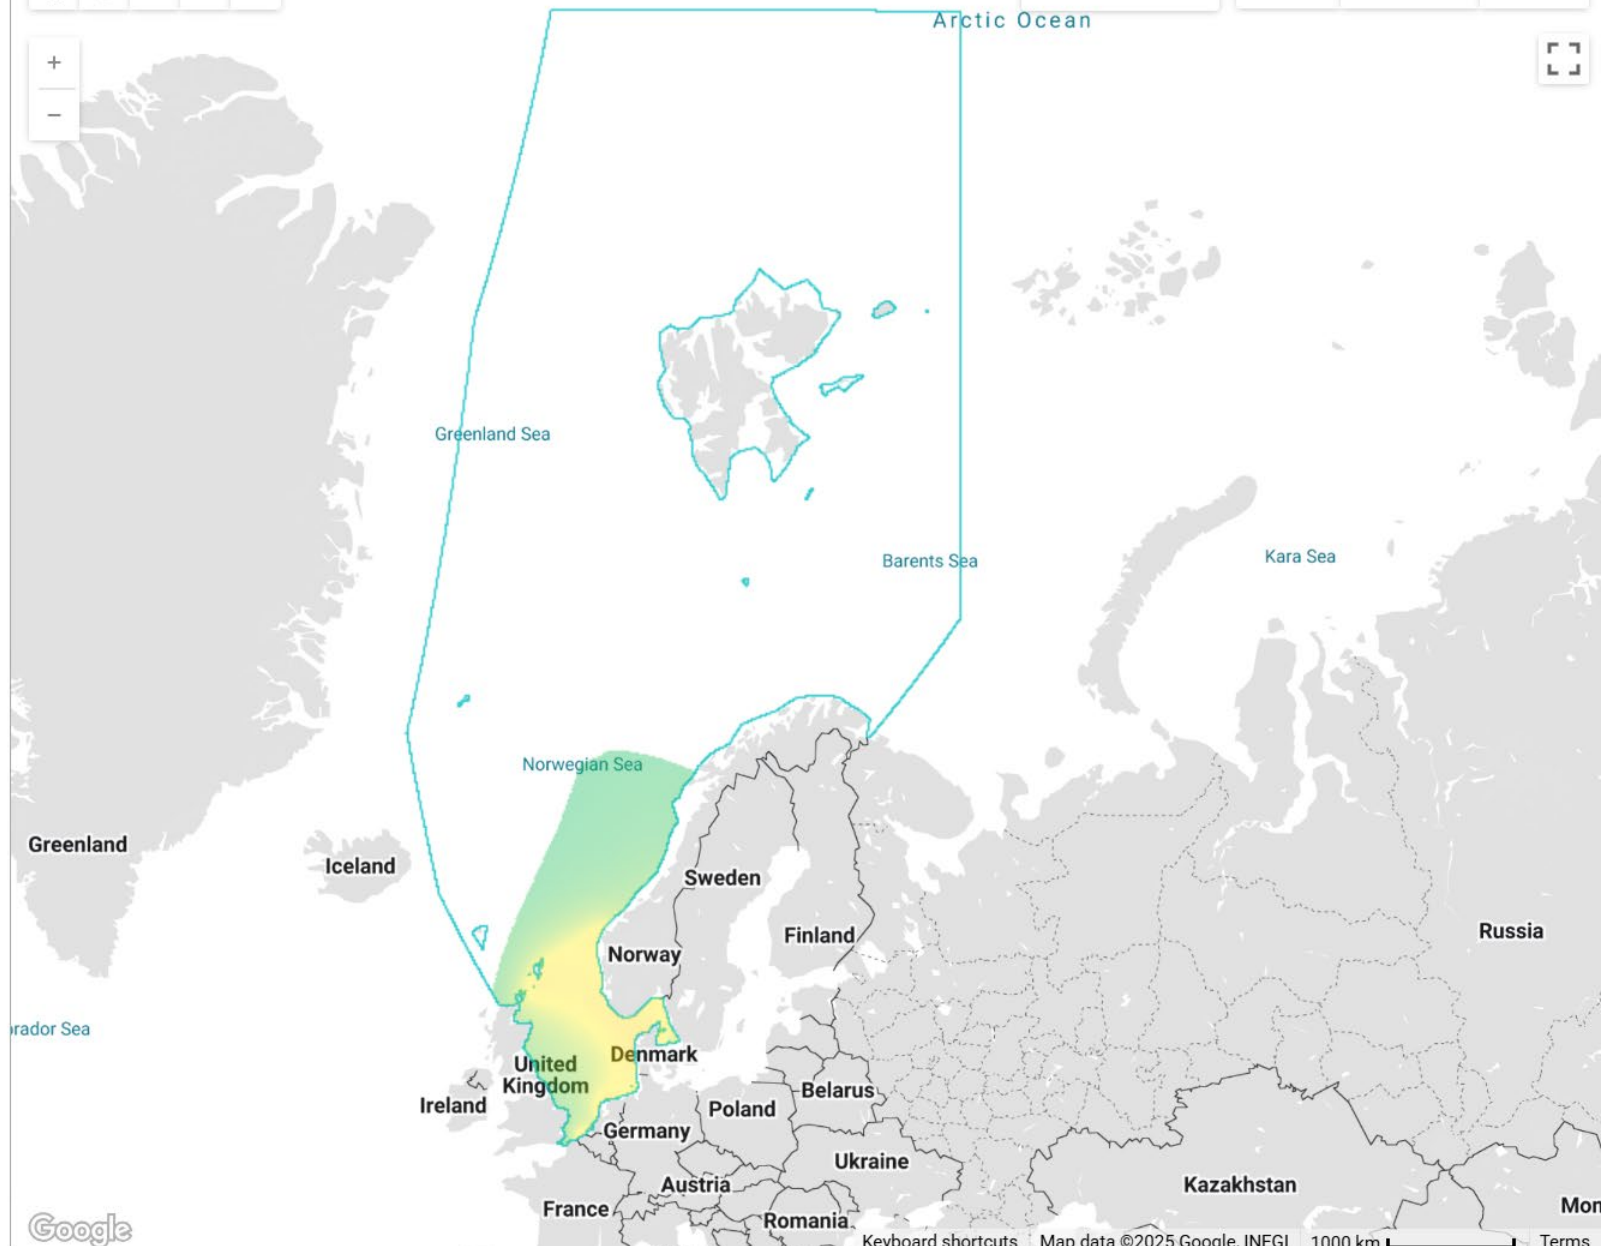 Arctic Ocean
+
−
Greenland Sea
Barents Sea
Kara Sea
Norwegian Sea
Greenland
Iceland
Sweden
Finland
Russia
Norway
brador Sea
Denmark
United
Kingdom
Belarus
Ireland
Poland
Germany
Ukraine
Austria
Kazakhstan
France
Mon
Romania
Google
Keyboard shortcuts
Map data ©2025 Google, INEGI
1000 km
Terms